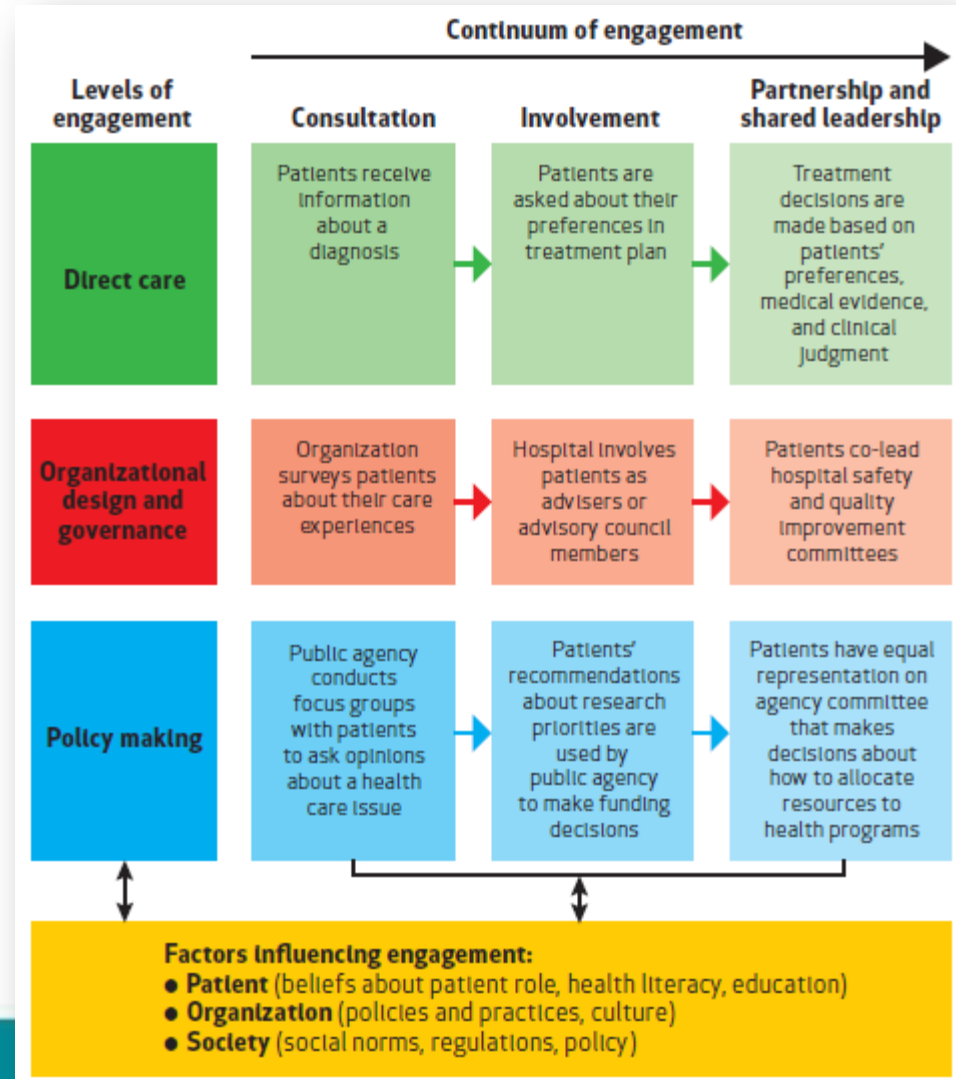 Continuum of engagement
Levels of
engagement
Consultation
Involvement
Partnership and
shared leadership
Direct care
Patients receive
information
about a
diagnosis
Patients are
asked about their
preferences in
treatment plan
Treatment
decisions are
made based on
patients'
preferences,
medical evidence,
and clinical
judgment
Organizational
design and
governance
Organization
surveys patients
about their care
experiences
Hospital involves
patients as
advisers or
advisory council
members
Patients co-lead
hospital safety
and quality
improvement
committees
Policy making
Public agency
conducts
focus groups
with patients
to ask opinions
about a health
care issue
Patients'
recommendations
about research
priorities are
used by
public agency
to make funding
decisions
Patients have equal
representation on
agency committee
that makes
decisions about
how to allocate
resources to
health programs
Factors influencing engagement:
● Patient (beliefs about patient role, health literacy, education)
● Organization (policies and practices, culture)
● Society (social norms, regulations, policy)